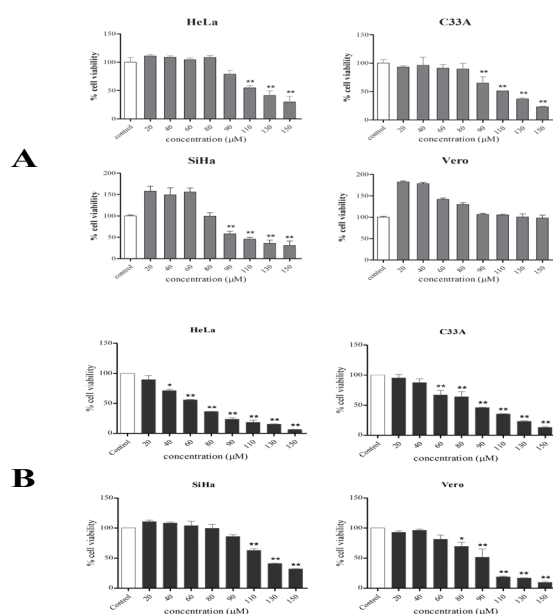 HeLa
C33A
% cell viability
150
100
50
0
control 20 40 60 80 90 110 130 150
concentration (μM)
** ** **
% cell viability
150
100
50
0
control 20 40 60 80 90 110 130 150
concentration (μM)
** ** ** **
A
SiHa
Vero
% cell viability
200
150
100
50
0
control 20 40 60 80 90 110 130 150
concentration (μM)
** ** ** **
% cell viability
200
150
100
50
0
control 20 40 60 80 90 110 130 150
concentration (μM)
HeLa
C33A
% cell viability
150
100
50
0
Control 20 40 60 80 90 110 130 150
concentration (μM)
* ** ** ** ** ** **
% cell viability
150
100
50
0
Control 20 40 60 80 90 110 130 150
concentration (μM)
** ** ** ** ** **
B
SiHa
Vero
% cell viability
150
100
50
0
Control 20 40 60 80 90 110 130 150
concentration (μM)
** ** **
% cell viability
150
100
50
0
Control 20 40 60 80 90 110 130 150
concentration (μM)
* ** ** ** **